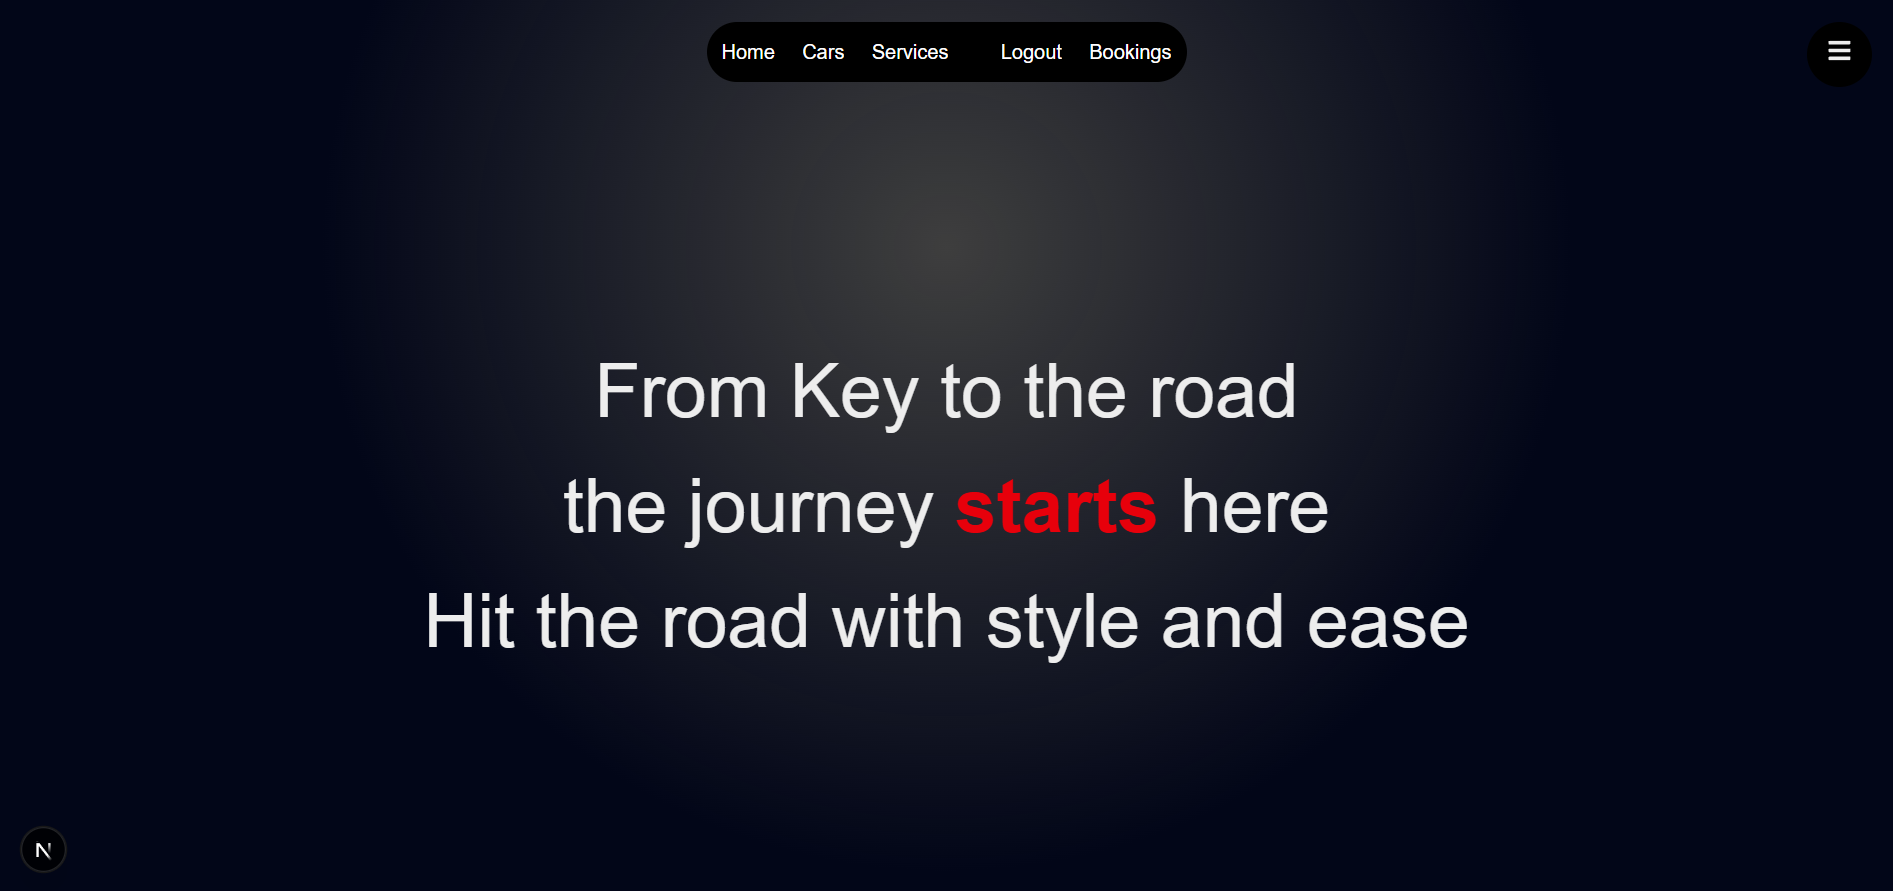 Home Cars Services Logout Bookings
From Key to the road
the journey starts here
Hit the road with style and ease
N